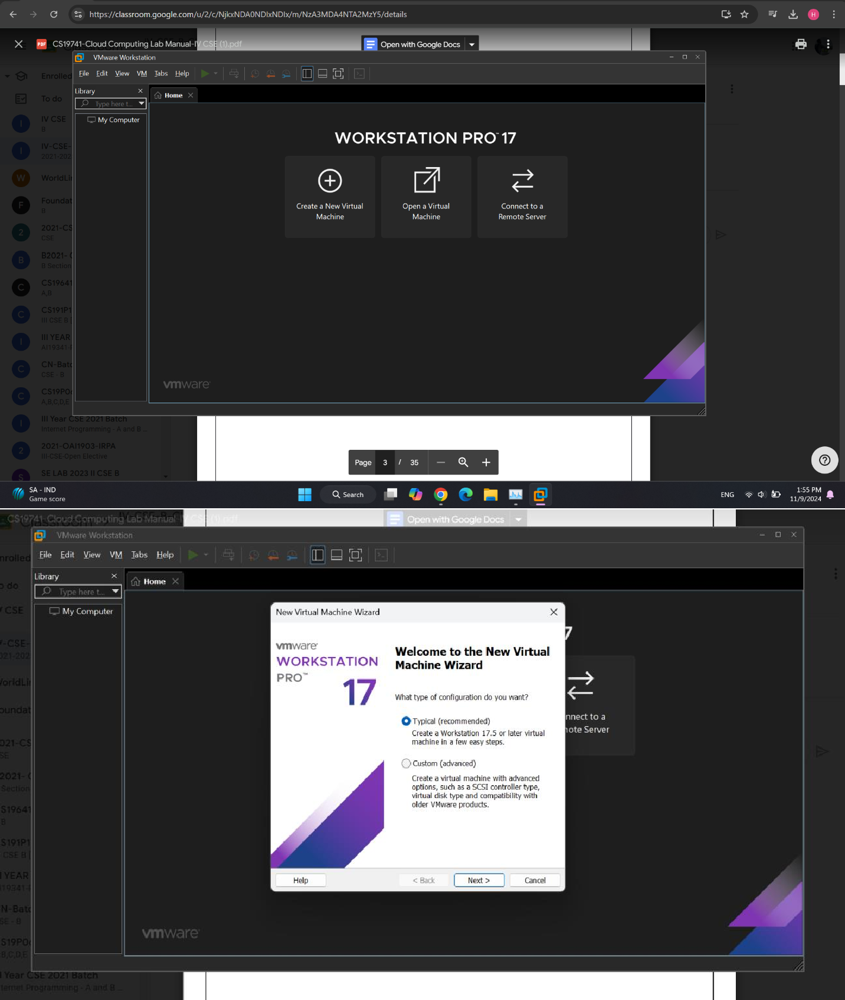 https://classroom.google.com/u/2/c/NjkxNDA0NDIxNDIx/m/NzA3MDA4NTA2MzY5/details
H
PDF CS19741-Cloud Computing Lab Manual-IV CSE (1).pdf
Open with Google Docs
VMware Workstation
File Edit View VM Tabs Help
Library
Home
Type here t...
My Computer
Enrolled
To do
I IV CSE
B
I IV-CSE-
2021-202
W WorldLi
F Foundat
B
2 2021-CS
CSE
B B2021-
B Section
C CS19641
A,B
C CS191P1
III CSE B
I III YEAR
AI19341-
C CN-Batc
CSE - B
C CS19P0
A,B,C,D,E
I III Year CSE 2021 Batch
Internet Programming - A and B ...
2 2021-OAI1903-IRPA
III-CSE-Open Elective
S SE LAB 2023 II CSE B
WORKSTATION PRO™ 17
Create a New Virtual
Machine
Open a Virtual
Machine
Connect to a
Remote Server
vmware
Page 3 / 35
SA - IND
Game score
Search
ENG
1:55 PM
11/9/2024
CS19741-Cloud Computing Lab Manual-IV CSE (1).pdf
Open with Google Docs
VMware Workstation
File Edit View VM Tabs Help
Library
Home
Type here t...
My Computer
nrolled
o do
CSE
-CSE-
021-202
orldLi
oundat
021-CS
SE
2021-
Section
S19641
B
S191P1
CSE B
I YEAR
19341-
N-Batc
SE - B
S19P0
B,C,D,E
I Year CSE 2021 Batch
ternet Programming - A and B ...
New Virtual Machine Wizard
vmware
WORKSTATION
PRO™
17
Welcome to the New Virtual
Machine Wizard
What type of configuration do you want?
Typical (recommended)
Create a Workstation 17.5 or later virtual
machine in a few easy steps.
Custom (advanced)
Create a virtual machine with advanced
options, such as a SCSI controller type,
virtual disk type and compatibility with
older VMware products.
Help
< Back
Next >
Cancel
7
nnect to a
note Server
vmware